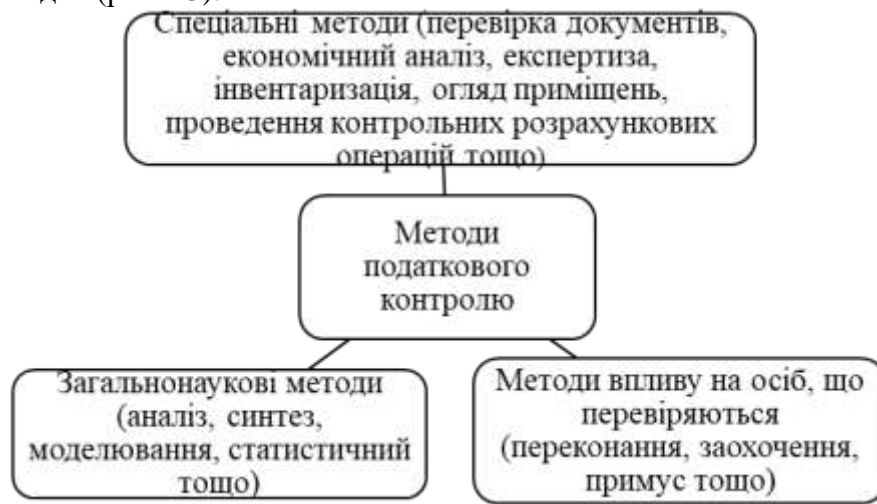 Спеціальні методи (перевірка документів,
економічний аналіз, експертиза,
інвентаризація, огляд приміщень,
проведення контрольних розрахункових
операцій тощо)
Методи
податкового
контролю
Загальнонаукові методи
(аналіз, синтез,
моделювання, статистичний
тощо)
Методи впливу на осіб, що
перевіряються
(переконання, заохочення,
примус тощо)